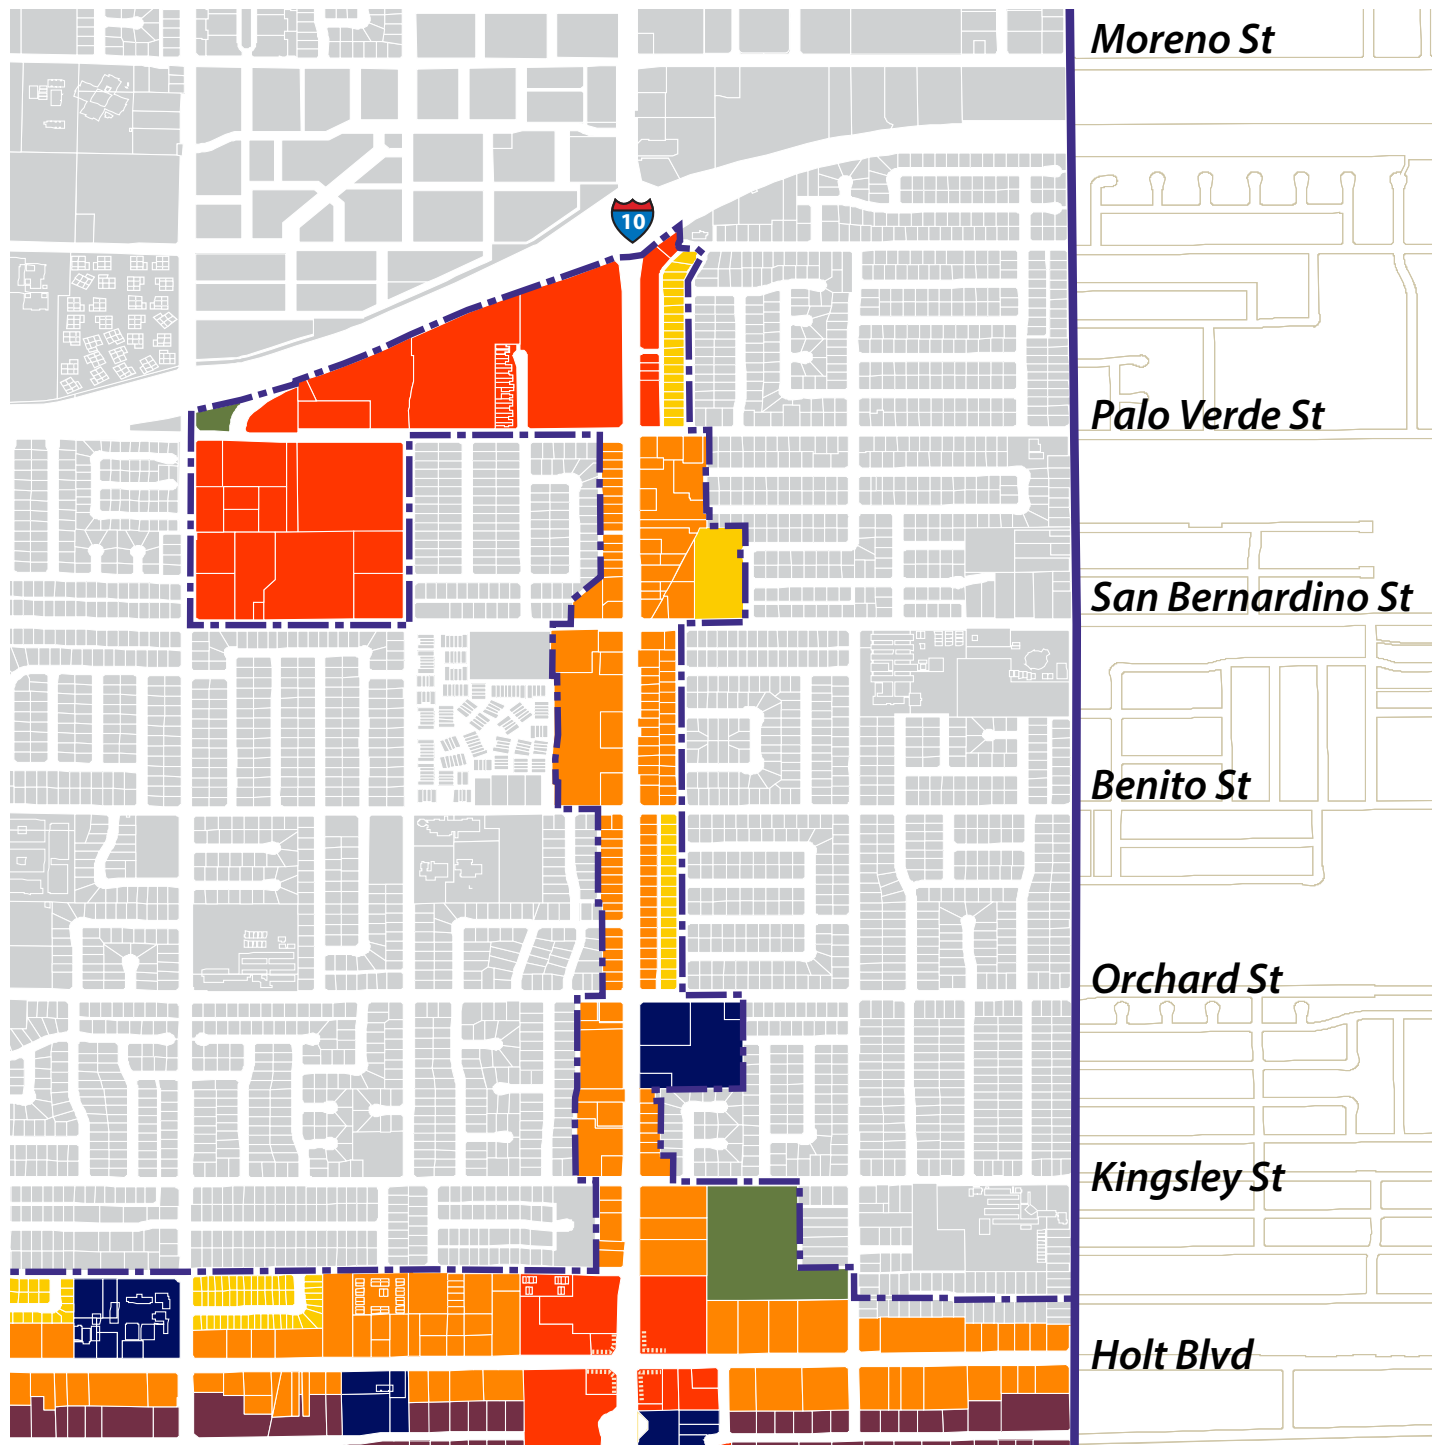 Moreno St
10
Palo Verde St
San Bernardino St
Benito St
Orchard St
Kingsley St
Holt Blvd